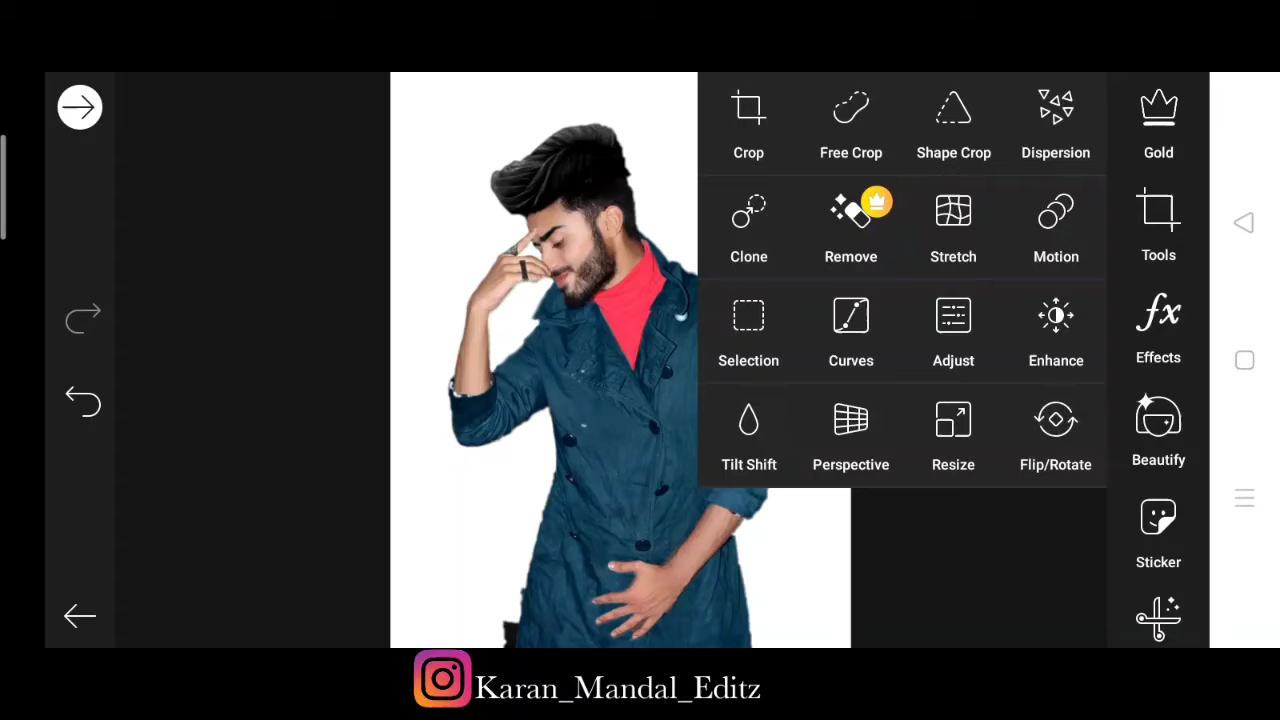 Crop Free Crop Shape Crop Dispersion Gold
Clone Remove Stretch Motion Tools
Selection Curves Adjust Enhance Effects
Tilt Shift Perspective Resize Flip/Rotate Beautify
Sticker
Karan_Mandal_Editz